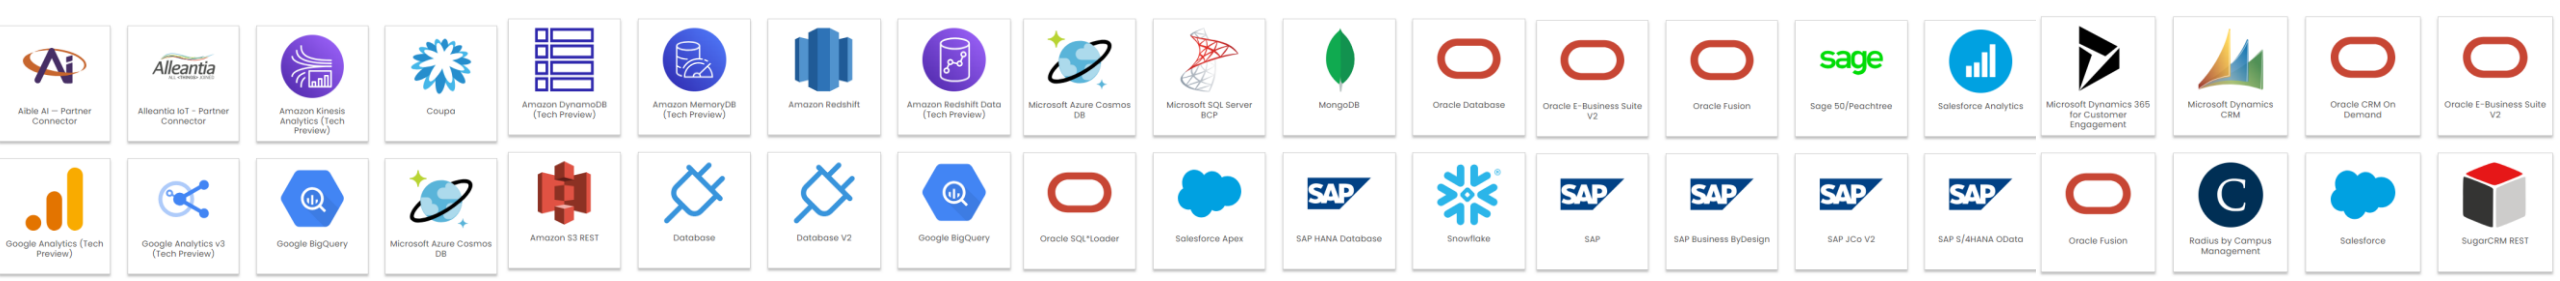 Ai
Aible AI — Partner
Connector
Alleantia
Alleantia IoT - Partner
Connector
Amazon Kinesis
Analytics (Tech
Preview)
Coupa
Amazon DynamoDB
(Tech Preview)
Amazon MemoryDB
(Tech Preview)
Amazon Redshift
Amazon Redshift Data
(Tech Preview)
Microsoft Azure Cosmos
DB
Microsoft SQL Server
BCP
MongoDB
Oracle Database
Oracle E-Business Suite
V2
Oracle Fusion
sage
Sage 50/Peachtree
Salesforce Analytics
Microsoft Dynamics 365
for Customer
Engagement
Microsoft Dynamics
CRM
Oracle CRM On
Demand
Oracle E-Business Suite
V2
Google Analytics (Tech
Preview)
Google Analytics v3
(Tech Preview)
Google BigQuery
Microsoft Azure Cosmos
DB
Amazon S3 REST
Database
Database V2
Google BigQuery
Oracle SQL*Loader
Salesforce Apex
SAP
SAP HANA Database
Snowflake
SAP
SAP
SAP
SAP Business ByDesign
SAP
SAP JCo V2
SAP
SAP S/4HANA OData
Oracle Fusion
C
Radius by Campus
Management
Salesforce
SugarCRM REST